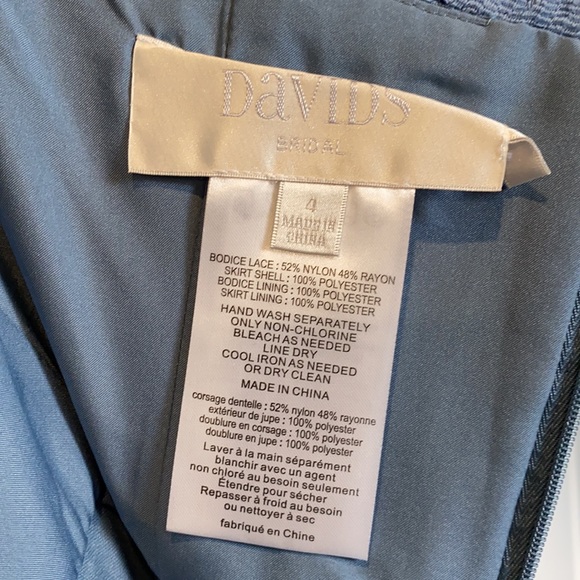 DaVIDS
BRIDAL
4
MADE IN
CHINA
BODICE LACE : 52% NYLON 48% RAYON
SKIRT SHELL : 100% POLYESTER
BODICE LINING : 100% POLYESTER
SKIRT LINING : 100% POLYESTER
HAND WASH SEPARATELY
ONLY NON-CHLORINE
BLEACH AS NEEDED
LINE DRY
COOL IRON AS NEEDED
OR DRY CLEAN
MADE IN CHINA
corsage dentelle : 52% nylon 48% rayonne
extérieur de jupe : 100% polyester
doublure en corsage : 100% polyester
doublure en jupe : 100% polyester
Laver à la main séparément
blanchir avec un agent
non chloré au besoin seulement
Étendre pour sécher
Repasser à froid au besoin
ou nettoyer à sec
fabriqué en Chine